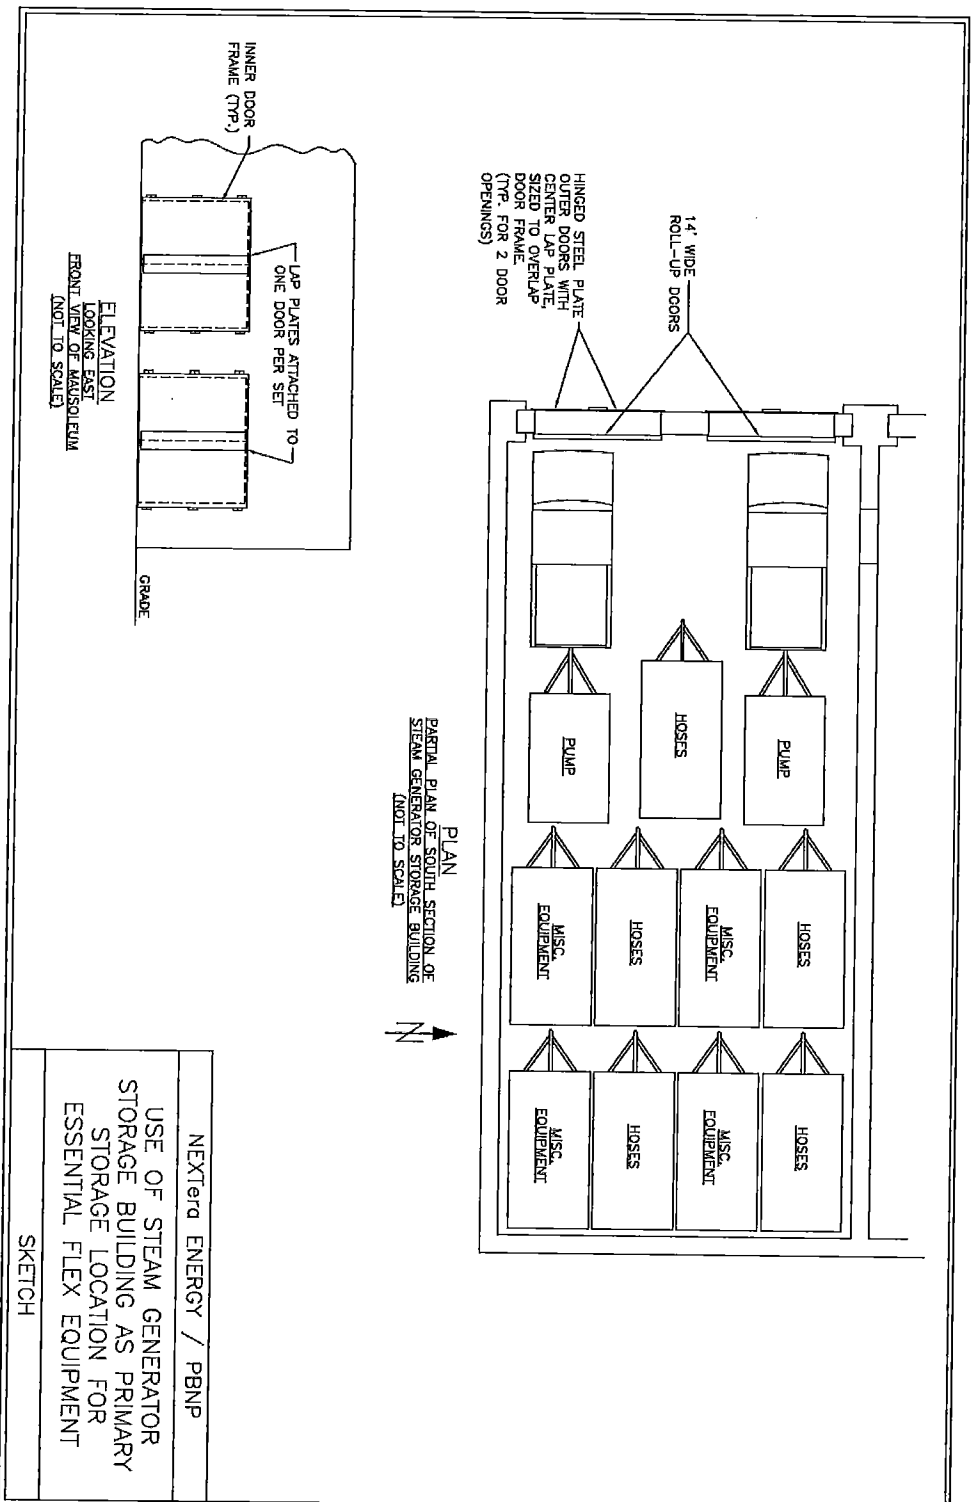 PUMP
HOSES
HOSES
MISC.
EQUIPMENT
MISC.
EQUIPMENT
HOSES
HOSES
HOSES
PUMP
MISC.
EQUIPMENT
MISC.
EQUIPMENT
14' WIDE
ROLL-UP DOORS
HINGED STEEL PLATE
OUTER DOORS WITH
CENTER LAP PLATE,
SIZED TO OVERLAP
DOOR FRAME.
(TYP. FOR 2 DOOR
OPENINGS)
PLAN
PARTIAL PLAN OF SOUTH SECTION OF
STEAM GENERATOR STORAGE BUILDING
(NOT TO SCALE)
N
INNER DOOR
FRAME (TYP.)
LAP PLATES ATTACHED TO
ONE DOOR PER SET
GRADE
ELEVATION
LOOKING EAST
FRONT VIEW OF MAUSOLEUM
(NOT TO SCALE)
NEXTera ENERGY / PBNP
USE OF STEAM GENERATOR
STORAGE BUILDING AS PRIMARY
STORAGE LOCATION FOR
ESSENTIAL FLEX EQUIPMENT
SKETCH